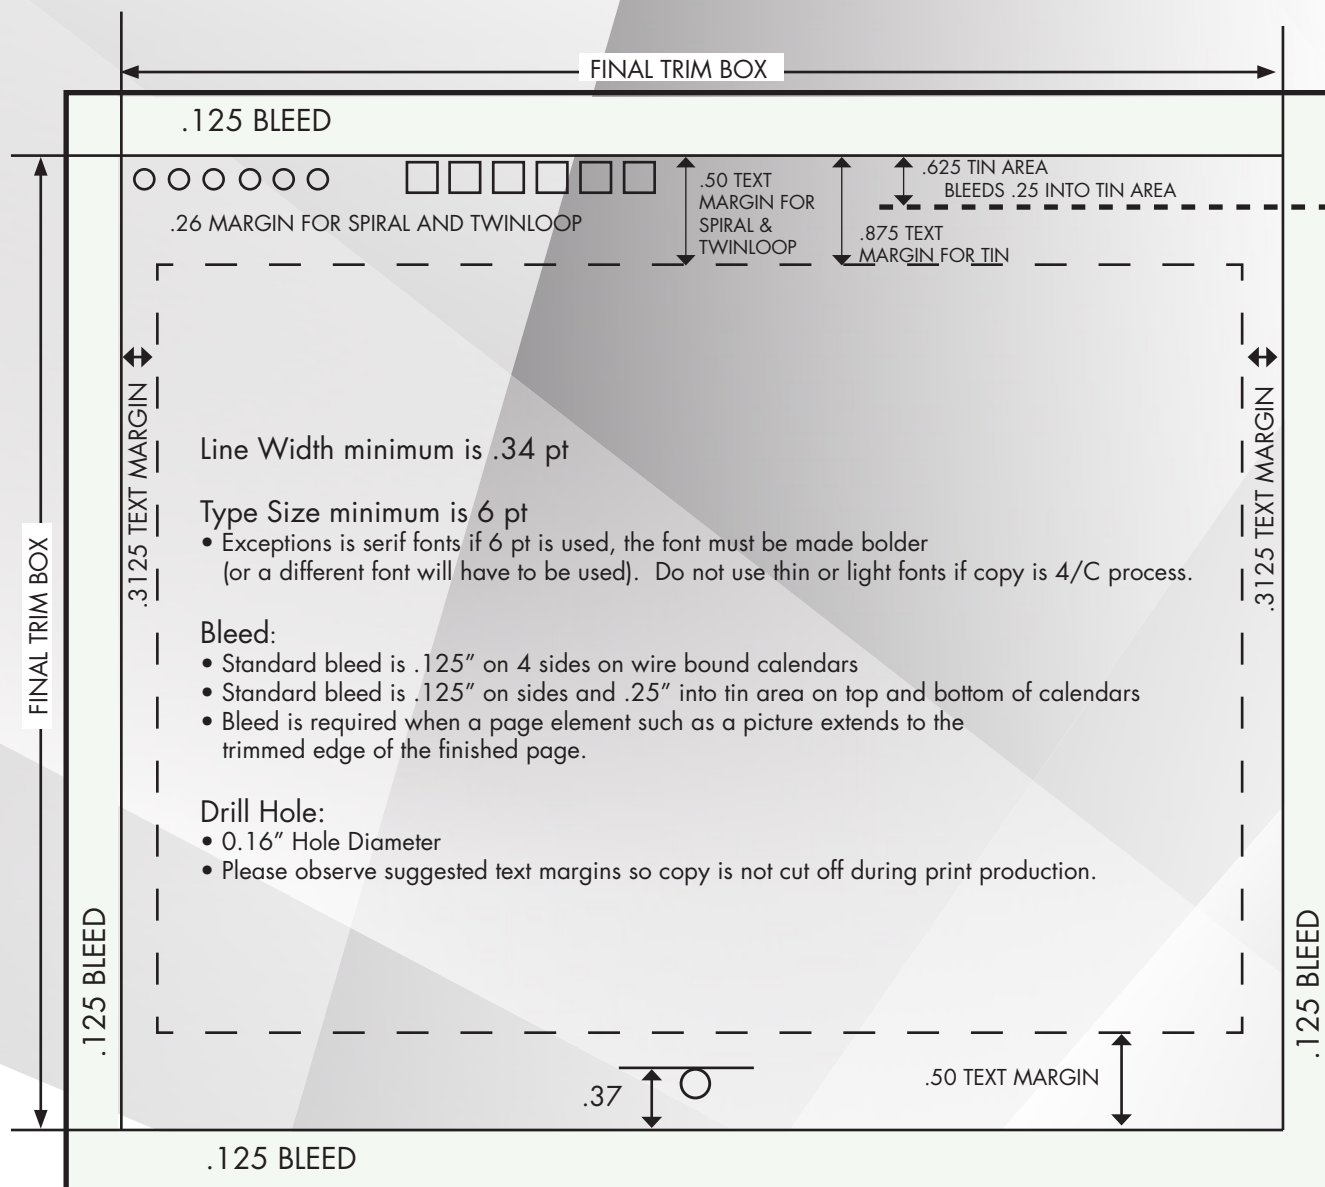 FINAL TRIM BOX
.125 BLEED
.26 MARGIN FOR SPIRAL AND TWINLOOP
.50 TEXT
MARGIN FOR
SPIRAL &
TWINLOOP
.875 TEXT
MARGIN FOR TIN
.625 TIN AREA
BLEEDS .25 INTO TIN AREA
FINAL TRIM BOX
.125 BLEED
.3125 TEXT MARGIN
Line Width minimum is .34 pt
Type Size minimum is 6 pt
• Exceptions is serif fonts if 6 pt is used, the font must be made bolder
(or a different font will have to be used). Do not use thin or light fonts if copy is 4/C process.
Bleed:
• Standard bleed is .125” on 4 sides on wire bound calendars
• Standard bleed is .125” on sides and .25” into tin area on top and bottom of calendars
• Bleed is required when a page element such as a picture extends to the
trimmed edge of the finished page.
Drill Hole:
• 0.16” Hole Diameter
• Please observe suggested text margins so copy is not cut off during print production.
.3125 TEXT MARGIN
.125 BLEED
.37
.50 TEXT MARGIN
.125 BLEED